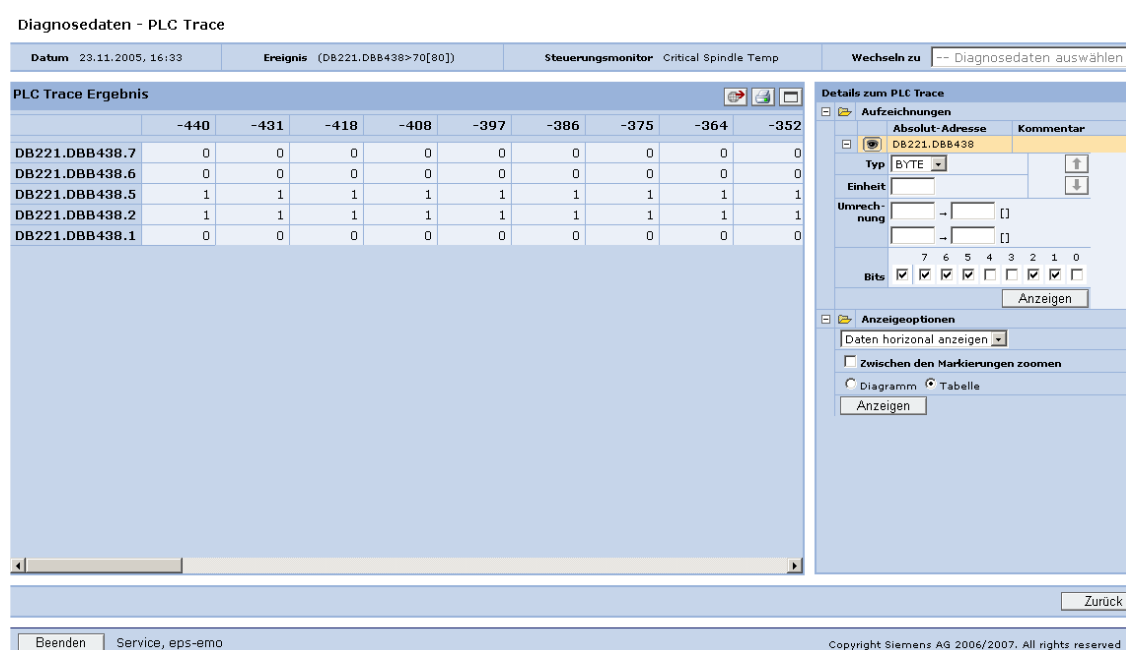 Diagnosedaten - PLC Trace
Datum 23.11.2005, 16:33 Ereignis (DB221.DBB438>70[80]) Steuerungsmonitor Critical Spindle Temp Wechseln zu -- Diagnosedaten auswählen
PLC Trace Ergebnis
-440 -431 -418 -408 -397 -386 -375 -364 -352
DB221.DBB438.7 0 0 0 0 0 0 0 0 0
DB221.DBB438.6 0 0 0 0 0 0 0 0 0
DB221.DBB438.5 1 1 1 1 1 1 1 1 1
DB221.DBB438.2 1 1 1 1 1 1 1 1 1
DB221.DBB438.1 0 0 0 0 0 0 0 0 0
Details zum PLC Trace
Aufzeichnungen
Absolut-Adresse Kommentar
DB221.DBB438
Typ BYTE
Einheit
Umrech-
nung → []
→ []
7 6 5 4 3 2 1 0
Bits
Anzeigen
Anzeigeoptionen
Daten horizonal anzeigen
Zwischen den Markierungen zoomen
Diagramm Tabelle
Anzeigen
Zurück
Beenden Service, eps-emo Copyright Siemens AG 2006/2007. All rights reserved